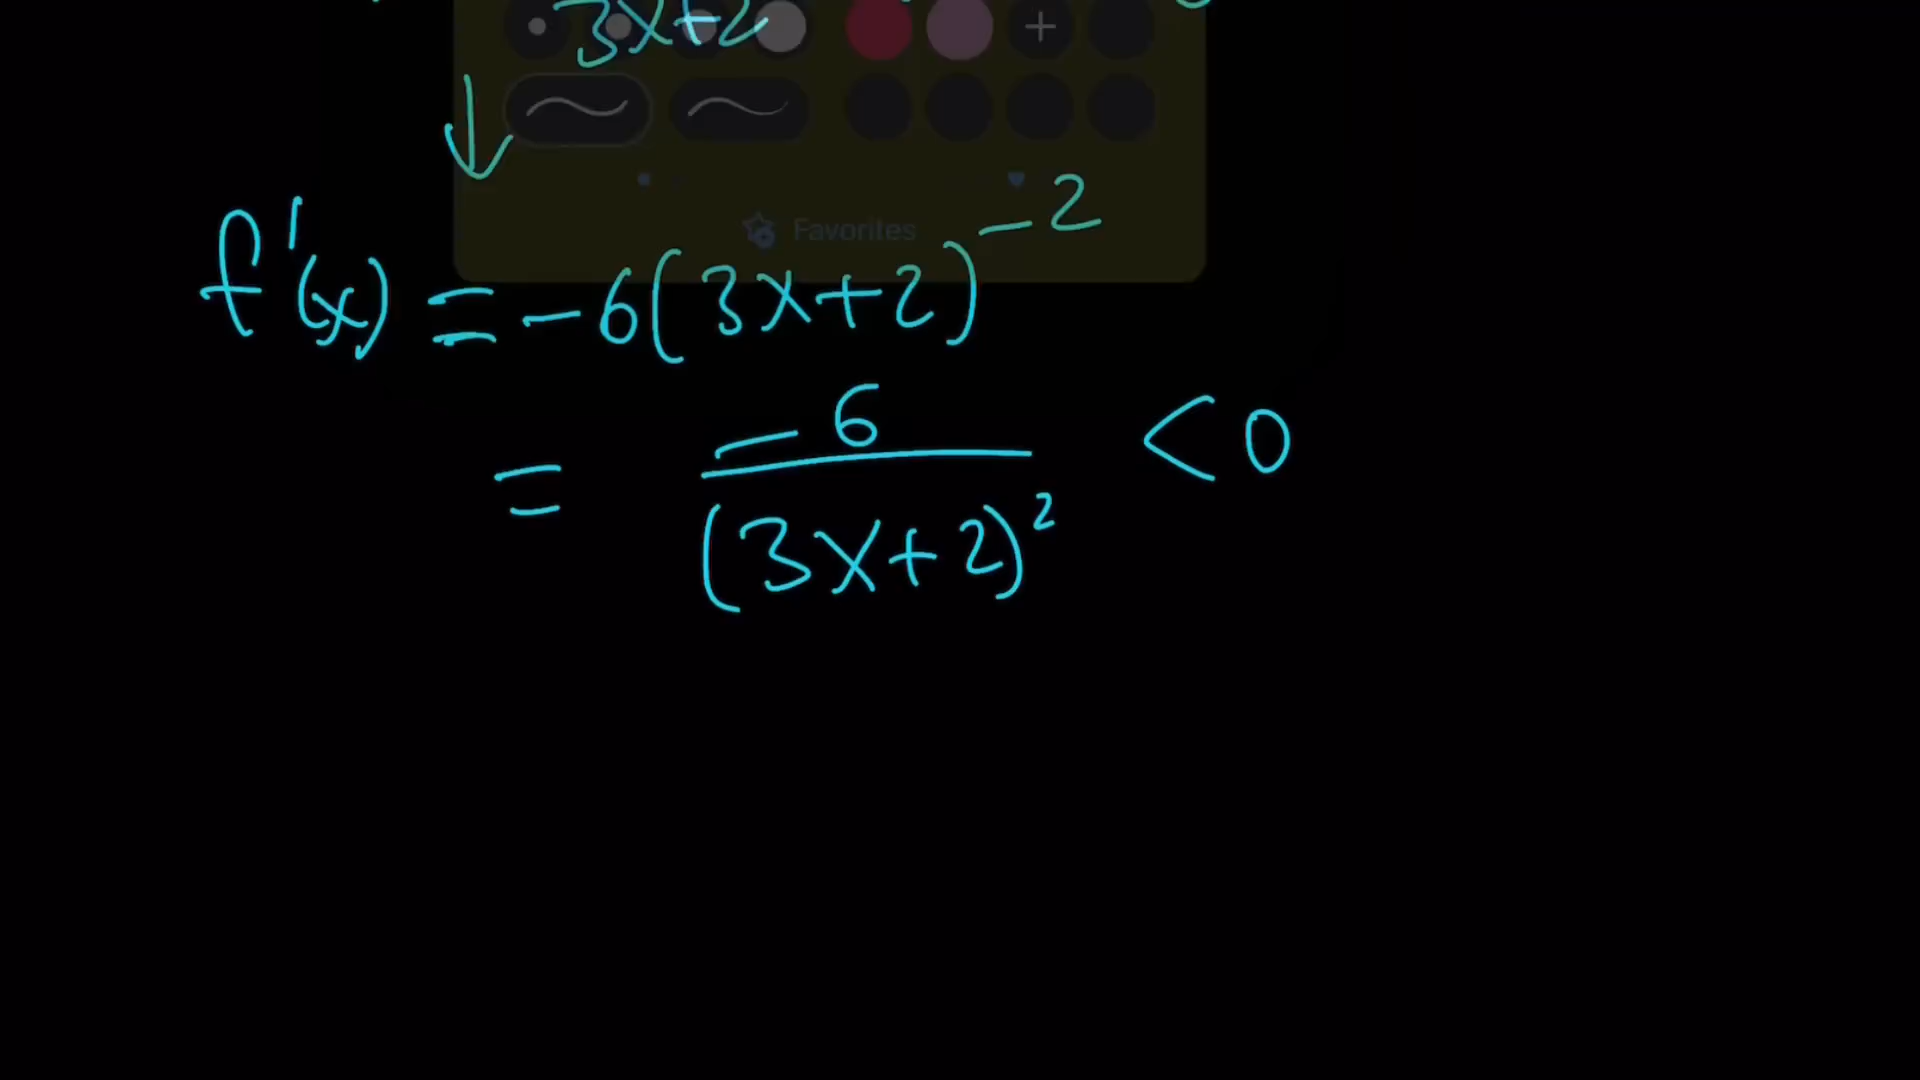 3x+2
Favorites
f'(x) = -6(3x+2)^-2
= -6/(3x+2)^2 < 0